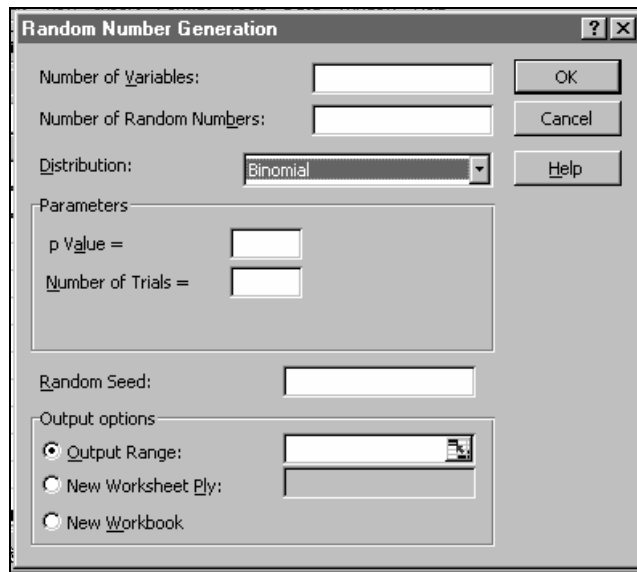 Random Number Generation
Number of Variables:
OK
Number of Random Numbers:
Cancel
Distribution:
Binomial
Help
Parameters
p Value =
Number of Trials =
Random Seed:
Output options
Output Range:
New Worksheet Ply:
New Workbook